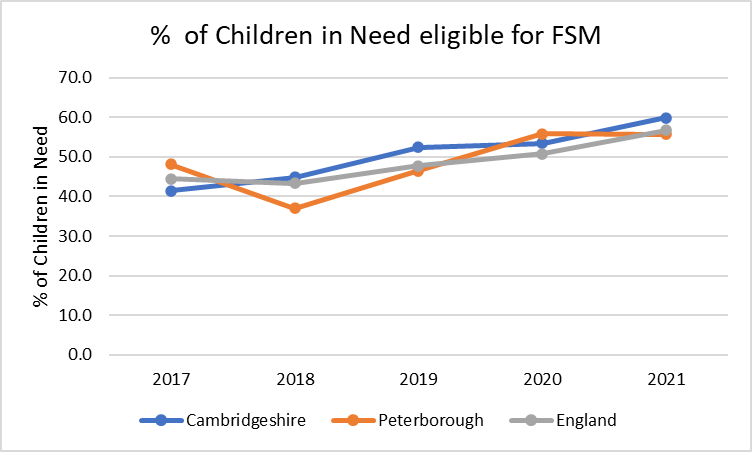 % of Children in Need eligible for FSM
% of Children in Need
70.0
60.0
50.0
40.0
30.0
20.0
10.0
0.0
2017 2018 2019 2020 2021
Cambridgeshire Peterborough England